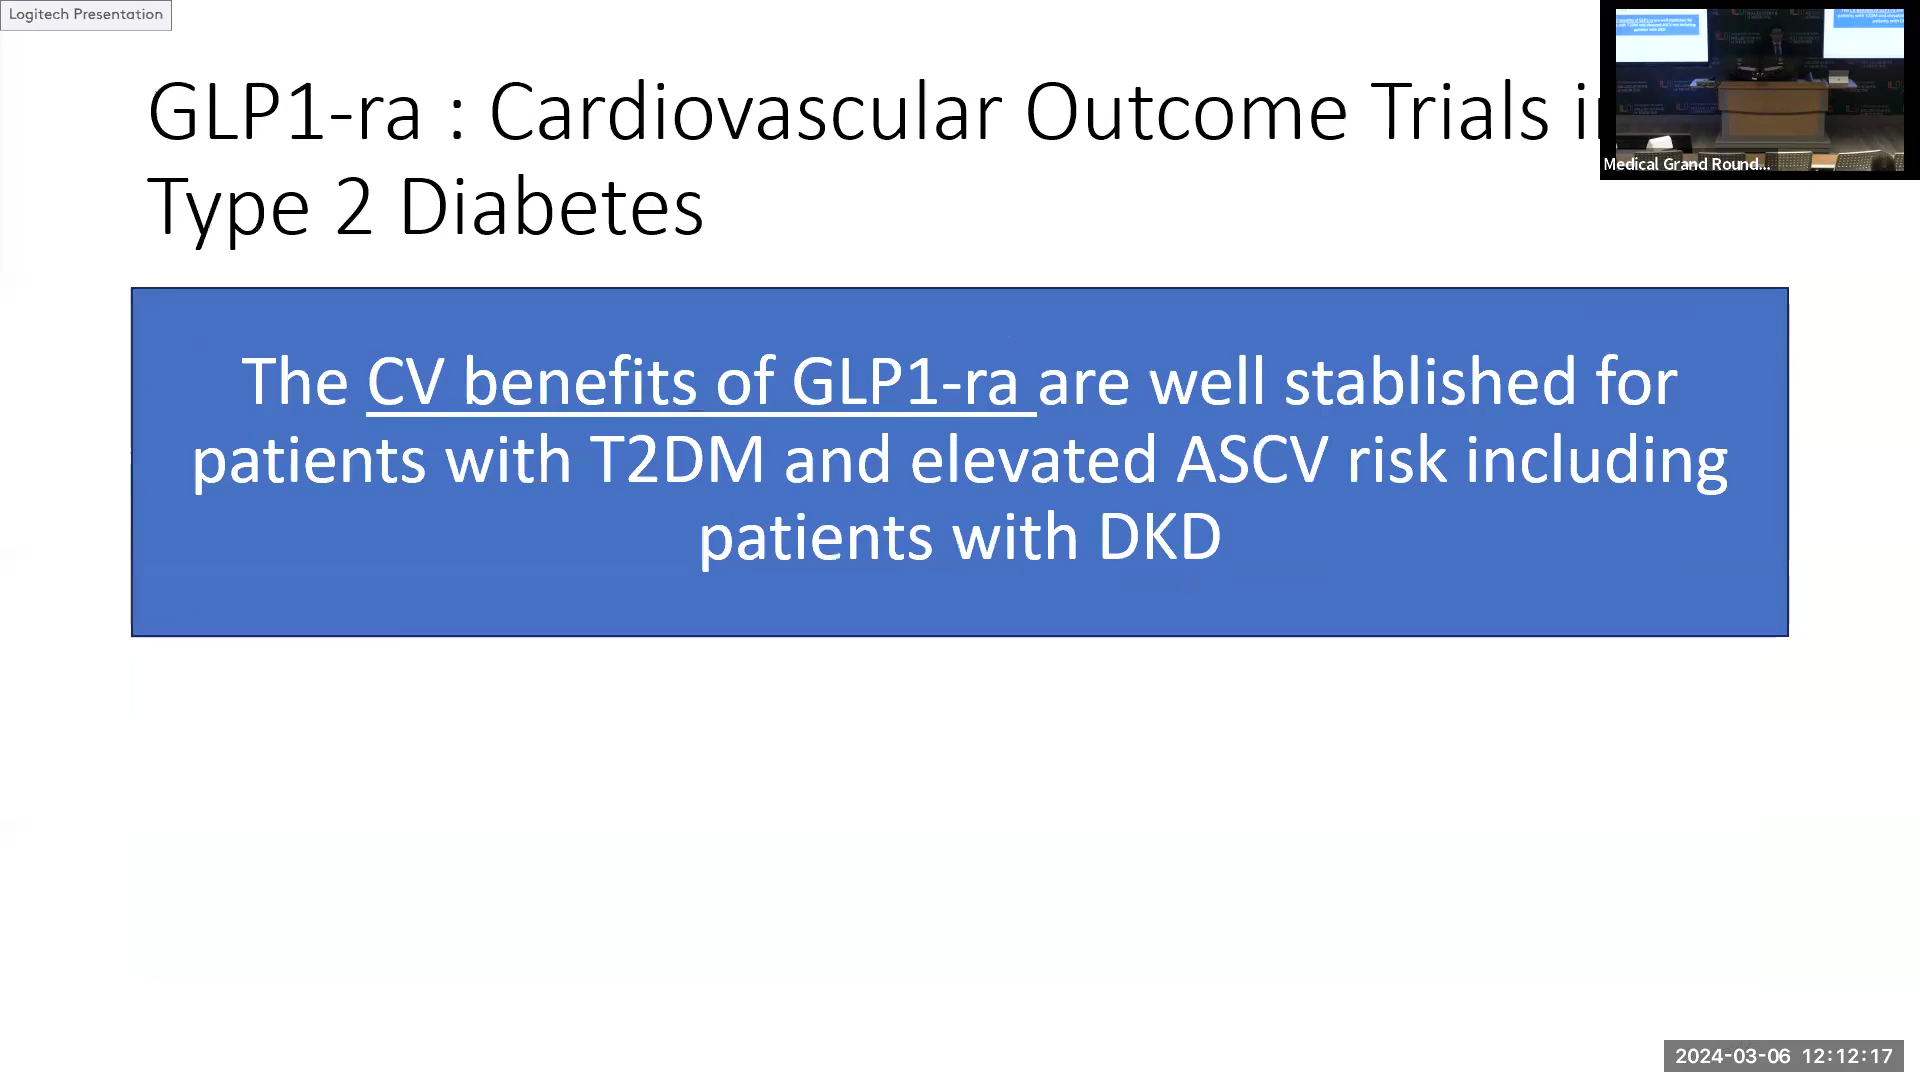 Logitech Presentation
GLP1-ra : Cardiovascular Outcome Trials in
Type 2 Diabetes
Medical Grand Round...
The CV benefits of GLP1-ra are well stablished for
patients with T2DM and elevated ASCV risk including
patients with DKD
2024-03-06 12:12:17